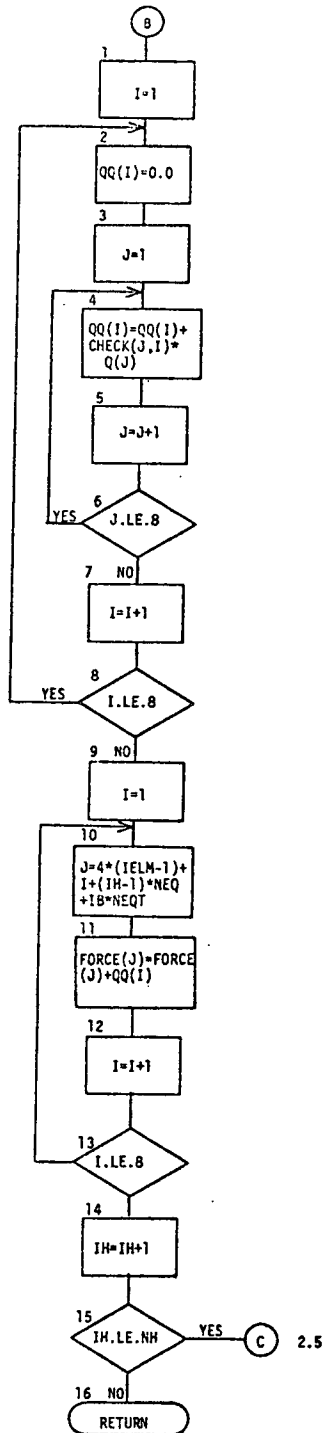 B
1
I=1
2
QQ(I)=0.0
3
J=1
4
QQ(I)=QQ(I)+
CHECK(J,I)*
Q(J)
5
J=J+1
6
YES
J.LE.8
7 NO
I=I+1
8
YES
I.LE.8
9 NO
I=1
10
J=4*(IELM-1)+
I+(IH-1)*NEQ
+IB*NEQT
11
FORCE(J)=FORCE
(J)+QQ(I)
12
I=I+1
13
I.LE.8
14
IH=IH+1
15
IH.LE.NH
YES
C 2.5
16 NO
RETURN